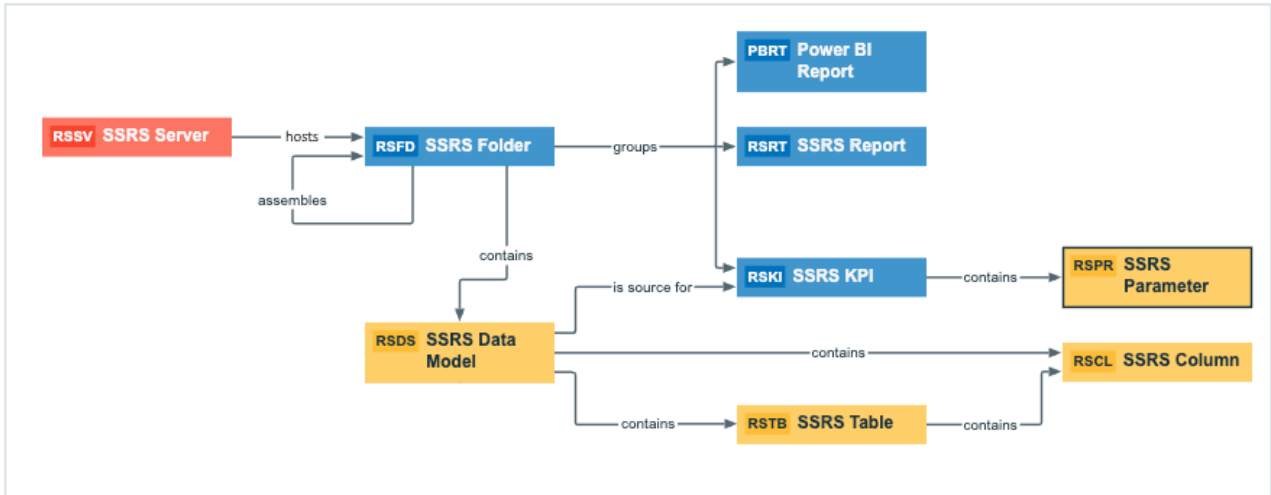 PBRT Power BI
Report
RSSV SSRS Server
hosts
RSFD SSRS Folder
groups
RSRT SSRS Report
assembles
contains
RSKI SSRS KPI
contains
RSPR SSRS
Parameter
is source for
RSDS SSRS Data
Model
contains
RSCL SSRS Column
contains
RSTB SSRS Table
contains